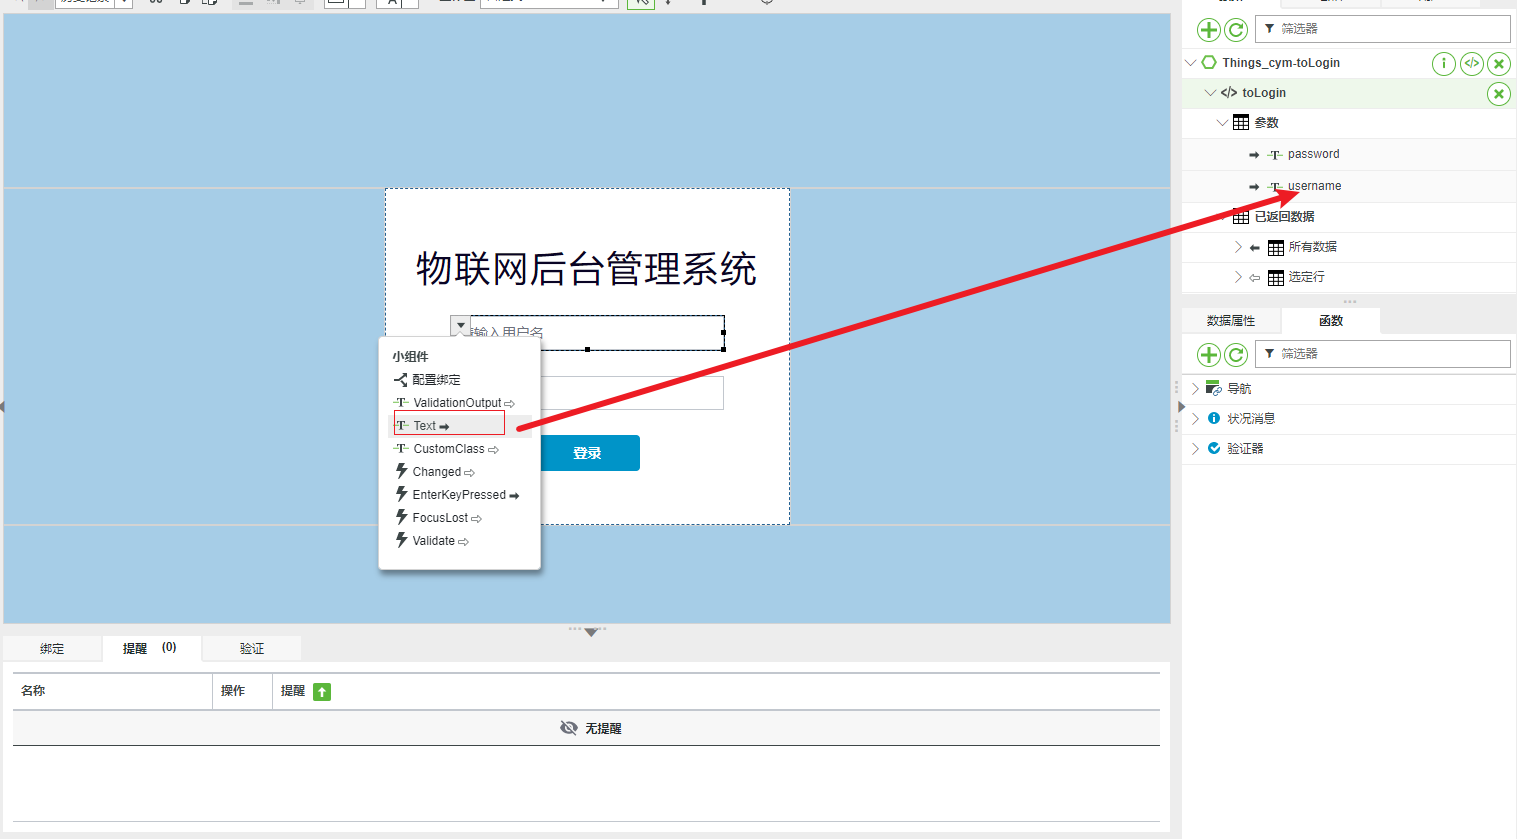 筛选器
Things_cym-toLogin
toLogin
参数
password
username
已返回数据
所有数据
选定行
物联网后台管理系统
输入用户名
小组件
配置绑定
ValidationOutput
Text
CustomClass
Changed
EnterKeyPressed
FocusLost
Validate
登录
数据属性 函数
筛选器
导航
状况消息
验证器
绑定 提醒 (0) 验证
名称 操作 提醒
无提醒